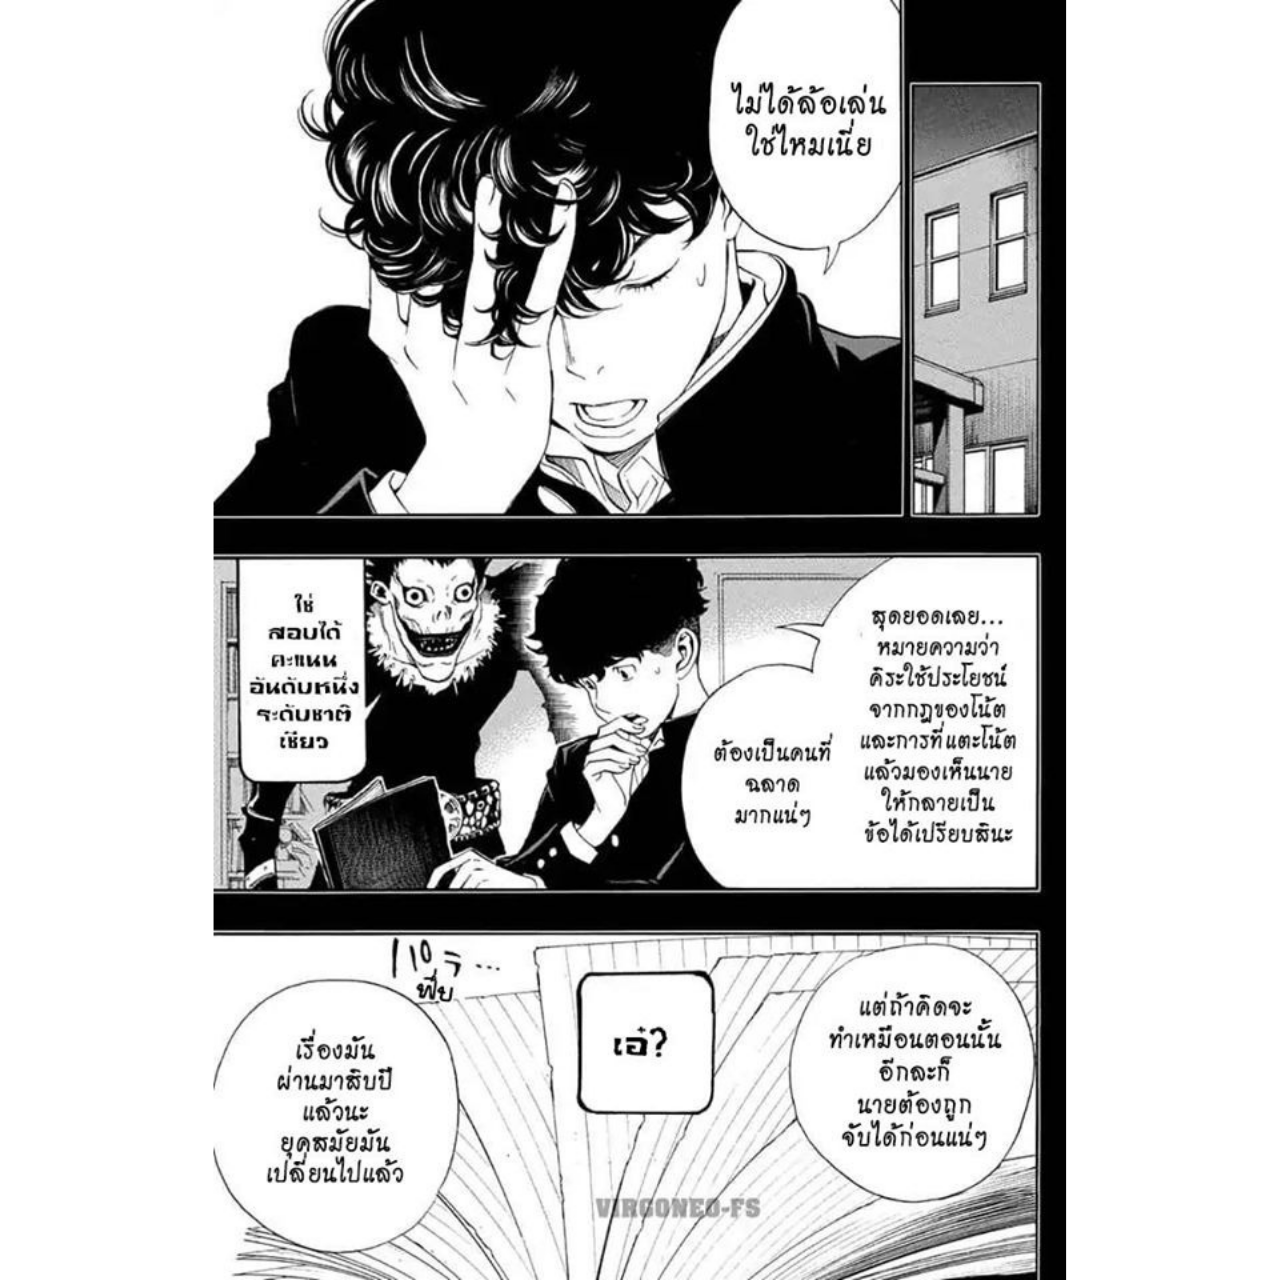 ไม่ได้ล้อเล่น
ใช่ไหมเนี่ย
สุดยอดเลย...
หมายความว่า
คิระใช้ประโยชน์
จากกฎของโน้ต
และการที่แตะโน้ต
แล้วมองเห็นนาย
ให้กลายเป็น
ข้อได้เปรียบสินะ
ต้องเป็นคนที่
ฉลาด
มากแน่ๆ
ใช่
สอบได้
คะแนน
อันดับหนึ่ง
ระดับชาติ
เชียว
แต่ถ้าคิดจะ
ทำเหมือนตอนนั้น
อีกละก็
นายต้องถูก
จับได้ก่อนแน่ๆ
เอ๋?
เรื่องมัน
ผ่านมาสิบปี
แล้วนะ
ยุคสมัยมัน
เปลี่ยนไปแล้ว
VIRGONEO-FS